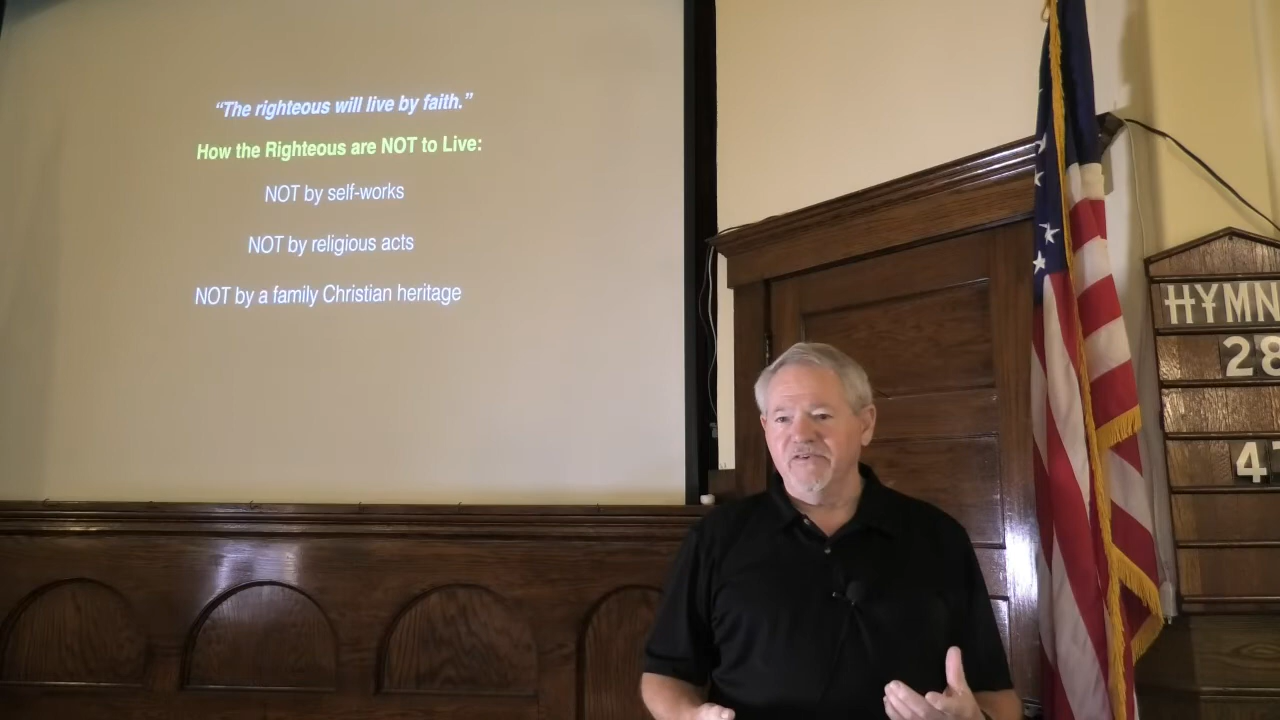 “The righteous will live by faith.”
How the Righteous are NOT to Live:
NOT by self-works
NOT by religious acts
NOT by a family Christian heritage
HYMN
28
4